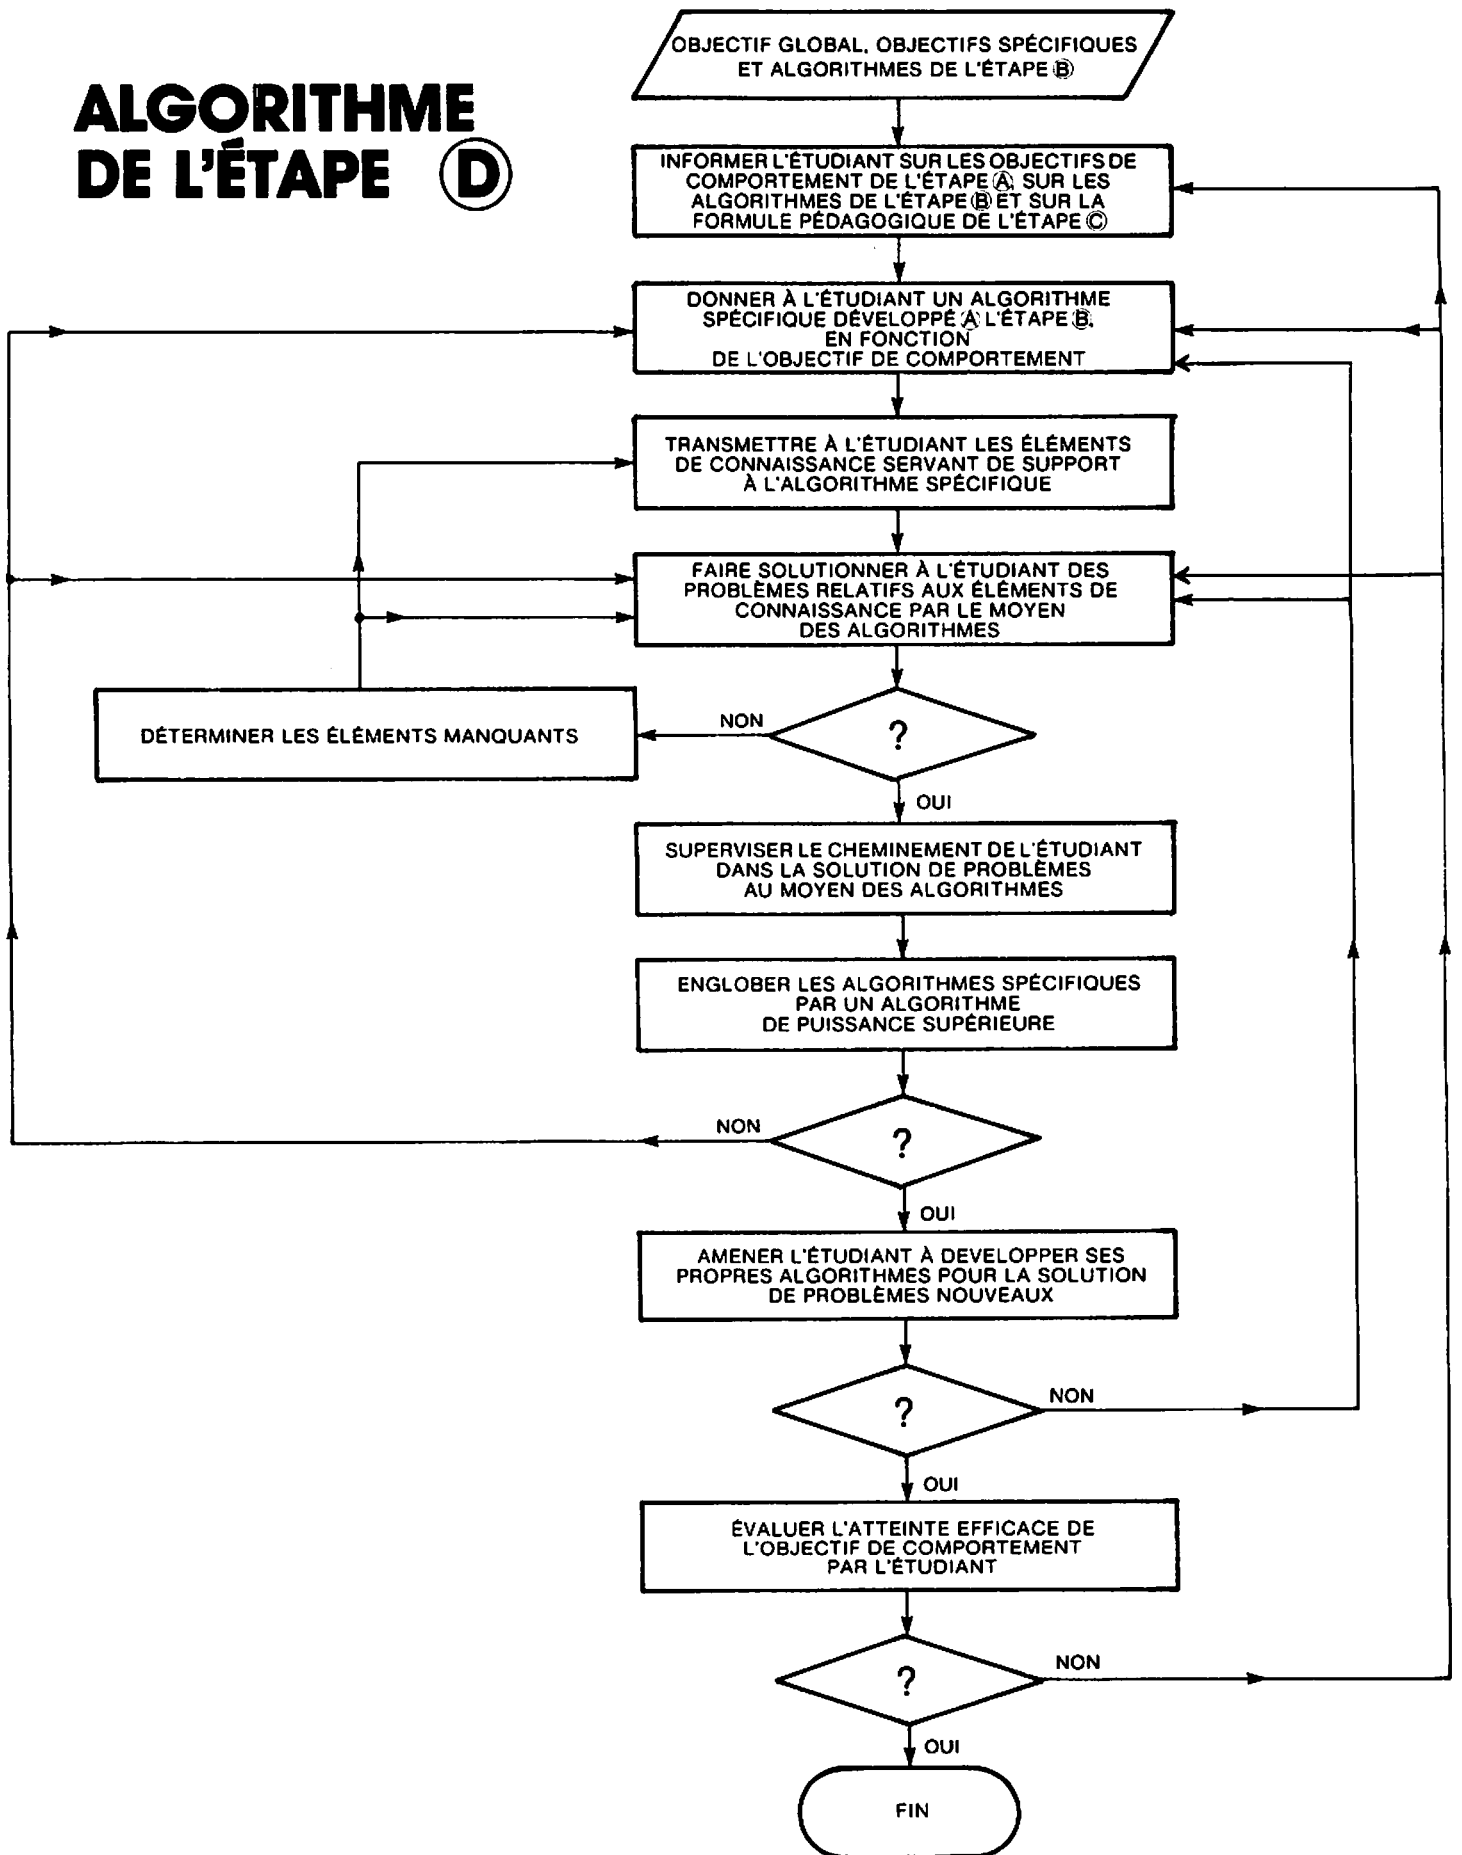 ALGORITHME
DE L'ÉTAPE Ⓓ
OBJECTIF GLOBAL, OBJECTIFS SPÉCIFIQUES
ET ALGORITHMES DE L'ÉTAPE Ⓑ
INFORMER L'ÉTUDIANT SUR LES OBJECTIFS DE
COMPORTEMENT DE L'ÉTAPE Ⓐ, SUR LES
ALGORITHMES DE L'ÉTAPE Ⓑ ET SUR LA
FORMULE PÉDAGOGIQUE DE L'ÉTAPE Ⓒ
DONNER À L'ÉTUDIANT UN ALGORITHME
SPÉCIFIQUE DÉVELOPPÉ Ⓐ L'ÉTAPE Ⓑ,
EN FONCTION
DE L'OBJECTIF DE COMPORTEMENT
TRANSMETTRE À L'ÉTUDIANT LES ÉLÉMENTS
DE CONNAISSANCE SERVANT DE SUPPORT
À L'ALGORITHME SPÉCIFIQUE
FAIRE SOLUTIONNER À L'ÉTUDIANT DES
PROBLÈMES RELATIFS AUX ÉLÉMENTS DE
CONNAISSANCE PAR LE MOYEN
DES ALGORITHMES
?
NON
DÉTERMINER LES ÉLÉMENTS MANQUANTS
OUI
SUPERVISER LE CHEMINEMENT DE L'ÉTUDIANT
DANS LA SOLUTION DE PROBLÈMES
AU MOYEN DES ALGORITHMES
ENGLOBER LES ALGORITHMES SPÉCIFIQUES
PAR UN ALGORITHME
DE PUISSANCE SUPÉRIEURE
NON
?
OUI
AMENER L'ÉTUDIANT À DEVELOPPER SES
PROPRES ALGORITHMES POUR LA SOLUTION
DE PROBLÈMES NOUVEAUX
?
NON
OUI
ÉVALUER L'ATTEINTE EFFICACE DE
L'OBJECTIF DE COMPORTEMENT
PAR L'ÉTUDIANT
?
NON
OUI
FIN